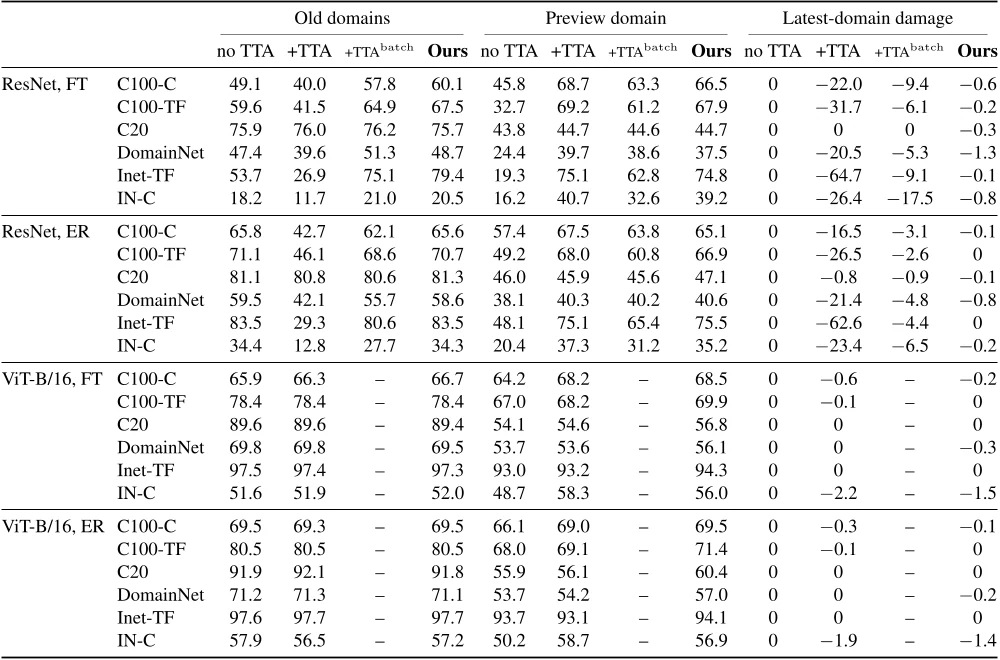 Old domains Preview domain Latest-domain damage
no TTA +TTA +TTAbatch Ours no TTA +TTA +TTAbatch Ours no TTA +TTA +TTAbatch Ours
ResNet, FT C100-C 49.1 40.0 57.8 60.1 45.8 68.7 63.3 66.5 0 −22.0 −9.4 −0.6
C100-TF 59.6 41.5 64.9 67.5 32.7 69.2 61.2 67.9 0 −31.7 −6.1 −0.2
C20 75.9 76.0 76.2 75.7 43.8 44.7 44.6 44.7 0 0 0 −0.3
DomainNet 47.4 39.6 51.3 48.7 24.4 39.7 38.6 37.5 0 −20.5 −5.3 −1.3
Inet-TF 53.7 26.9 75.1 79.4 19.3 75.1 62.8 74.8 0 −64.7 −9.1 −0.1
IN-C 18.2 11.7 21.0 20.5 16.2 40.7 32.6 39.2 0 −26.4 −17.5 −0.8
ResNet, ER C100-C 65.8 42.7 62.1 65.6 57.4 67.5 63.8 65.1 0 −16.5 −3.1 −0.1
C100-TF 71.1 46.1 68.6 70.7 49.2 68.0 60.8 66.9 0 −26.5 −2.6 0
C20 81.1 80.8 80.6 81.3 46.0 45.9 45.6 47.1 0 −0.8 −0.9 −0.1
DomainNet 59.5 42.1 55.7 58.6 38.1 40.3 40.2 40.6 0 −21.4 −4.8 −0.8
Inet-TF 83.5 29.3 80.6 83.5 48.1 75.1 65.4 75.5 0 −62.6 −4.4 0
IN-C 34.4 12.8 27.7 34.3 20.4 37.3 31.2 35.2 0 −23.4 −6.5 −0.2
ViT-B/16, FT C100-C 65.9 66.3 – 66.7 64.2 68.2 – 68.5 0 −0.6 – −0.2
C100-TF 78.4 78.4 – 78.4 67.0 68.2 – 69.9 0 −0.1 – 0
C20 89.6 89.6 – 89.4 54.1 54.6 – 56.8 0 0 – 0
DomainNet 69.8 69.8 – 69.5 53.7 53.6 – 56.1 0 0 – −0.3
Inet-TF 97.5 97.4 – 97.3 93.0 93.2 – 94.3 0 0 – 0
IN-C 51.6 51.9 – 52.0 48.7 58.3 – 56.0 0 −2.2 – −1.5
ViT-B/16, ER C100-C 69.5 69.3 – 69.5 66.1 69.0 – 69.5 0 −0.3 – −0.1
C100-TF 80.5 80.5 – 80.5 68.0 69.1 – 71.4 0 −0.1 – 0
C20 91.9 92.1 – 91.8 55.9 56.1 – 60.4 0 0 – 0
DomainNet 71.2 71.3 – 71.1 53.7 54.2 – 57.0 0 0 – −0.2
Inet-TF 97.6 97.7 – 97.7 93.7 93.1 – 94.1 0 0 – 0
IN-C 57.9 56.5 – 57.2 50.2 58.7 – 56.9 0 −1.9 – −1.4